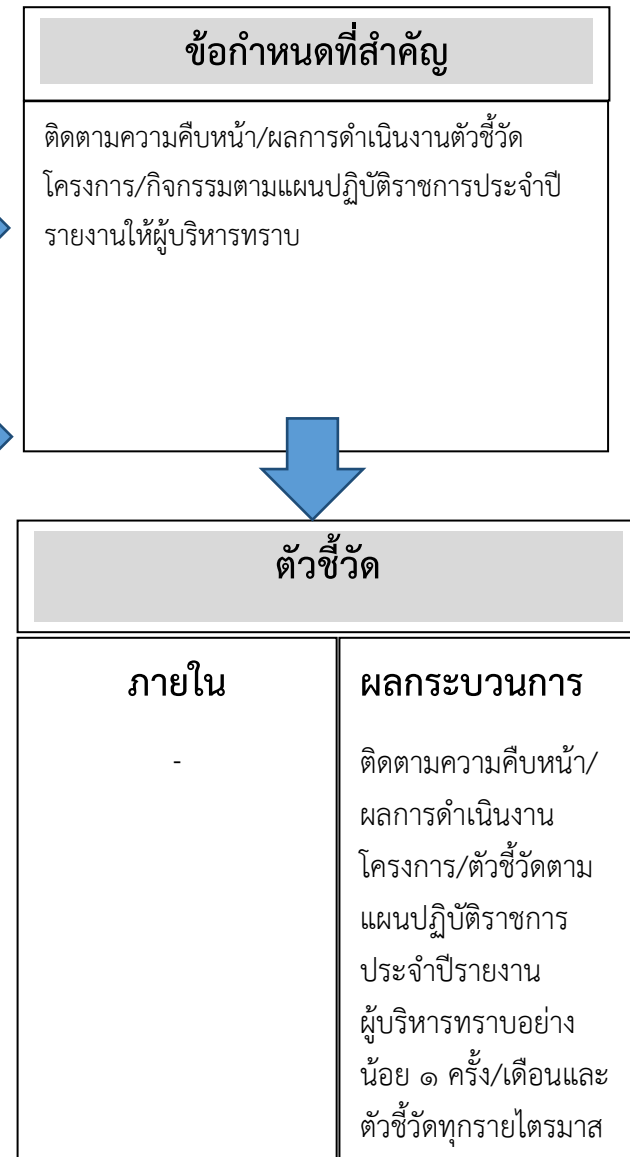 ข้อกำหนดที่สำคัญ
ติดตามความคืบหน้า/ผลการดำเนินงานตัวชี้วัด
โครงการ/กิจกรรมตามแผนปฏิบัติราชการประจำปี
รายงานให้ผู้บริหารทราบ
ตัวชี้วัด
ภายใน
-
ผลกระบวนการ
ติดตามความคืบหน้า/
ผลการดำเนินงาน
โครงการ/ตัวชี้วัดตาม
แผนปฏิบัติราชการ
ประจำปีรายงาน
ผู้บริหารทราบอย่าง
น้อย ๑ ครั้ง/เดือนและ
ตัวชี้วัดทุกรายไตรมาส